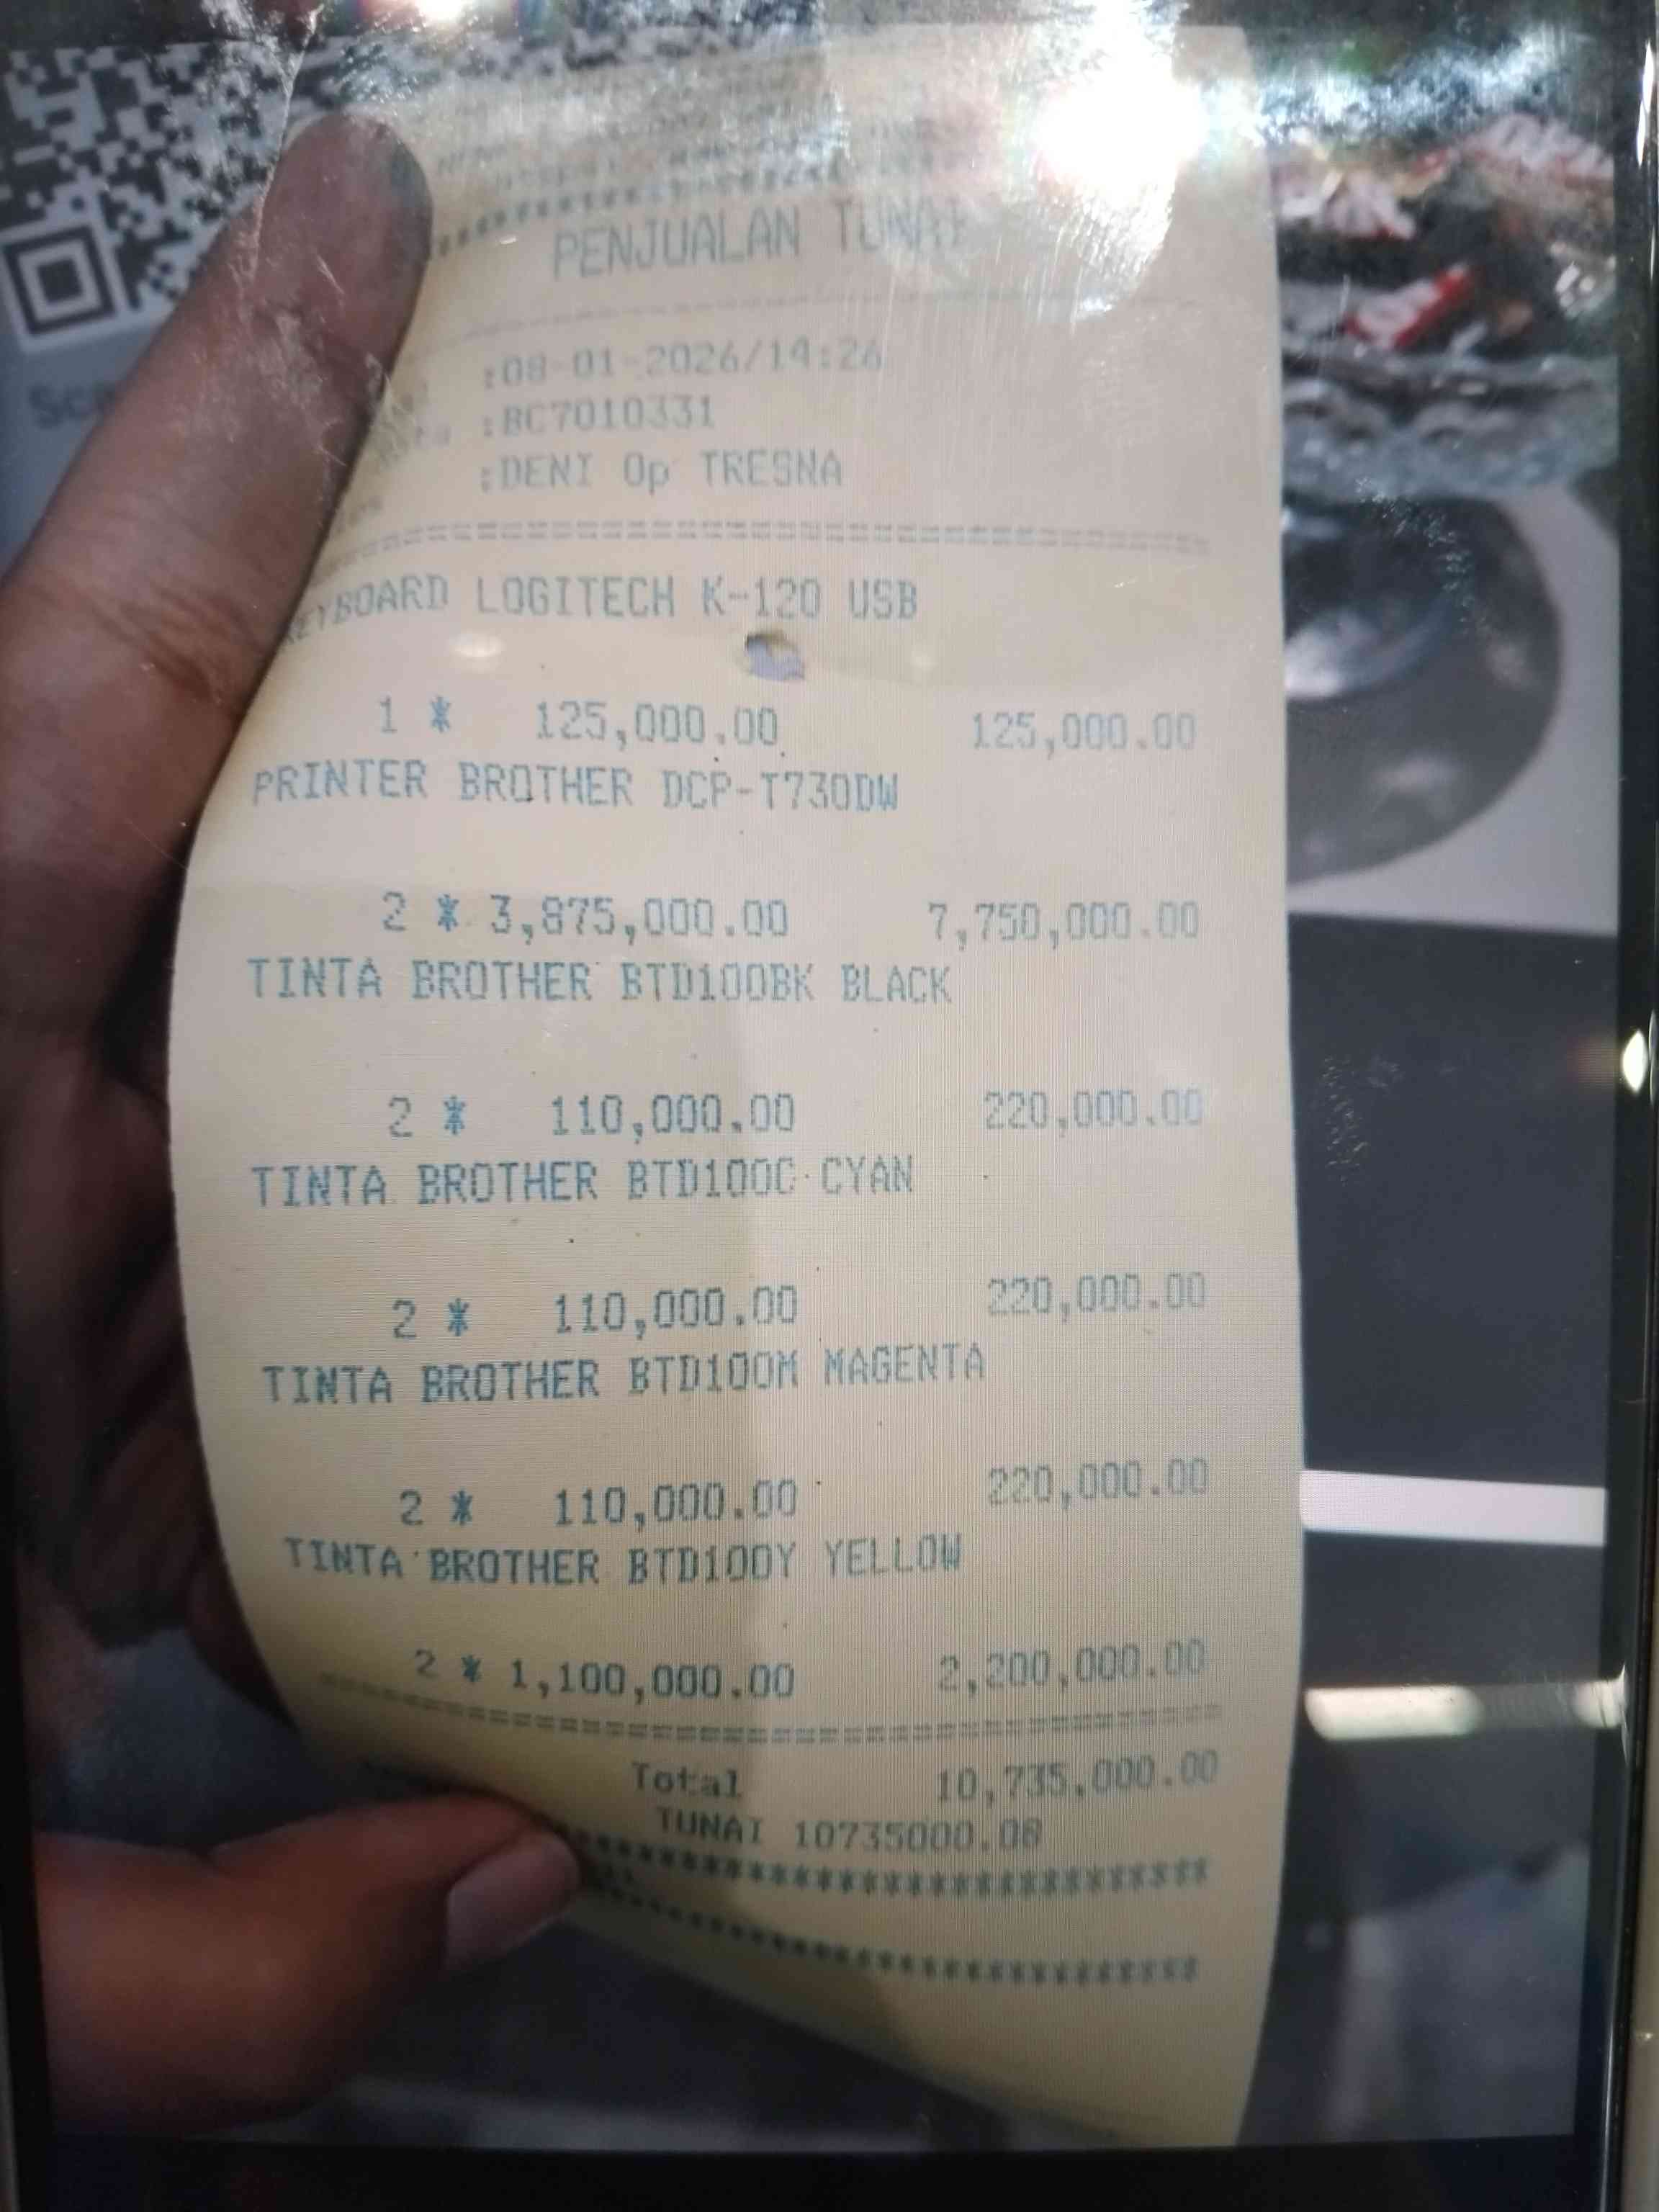 PENJUALAN TUNAI
:08-01-2026/14:26
:BC7010331
:DENI Op TRESNA
KEYBOARD LOGITECH K-120 USB
1 * 125,000.00 125,000.00
PRINTER BROTHER DCP-T730DW
2 * 3,875,000.00 7,750,000.00
TINTA BROTHER BTD100BK BLACK
2 * 110,000.00 220,000.00
TINTA BROTHER BTD100C CYAN
2 * 110,000.00 220,000.00
TINTA BROTHER BTD100M MAGENTA
2 * 110,000.00 220,000.00
TINTA BROTHER BTD100Y YELLOW
2 * 1,100,000.00 2,200,000.00
Total 10,735,000.00
TUNAI 10735000.08